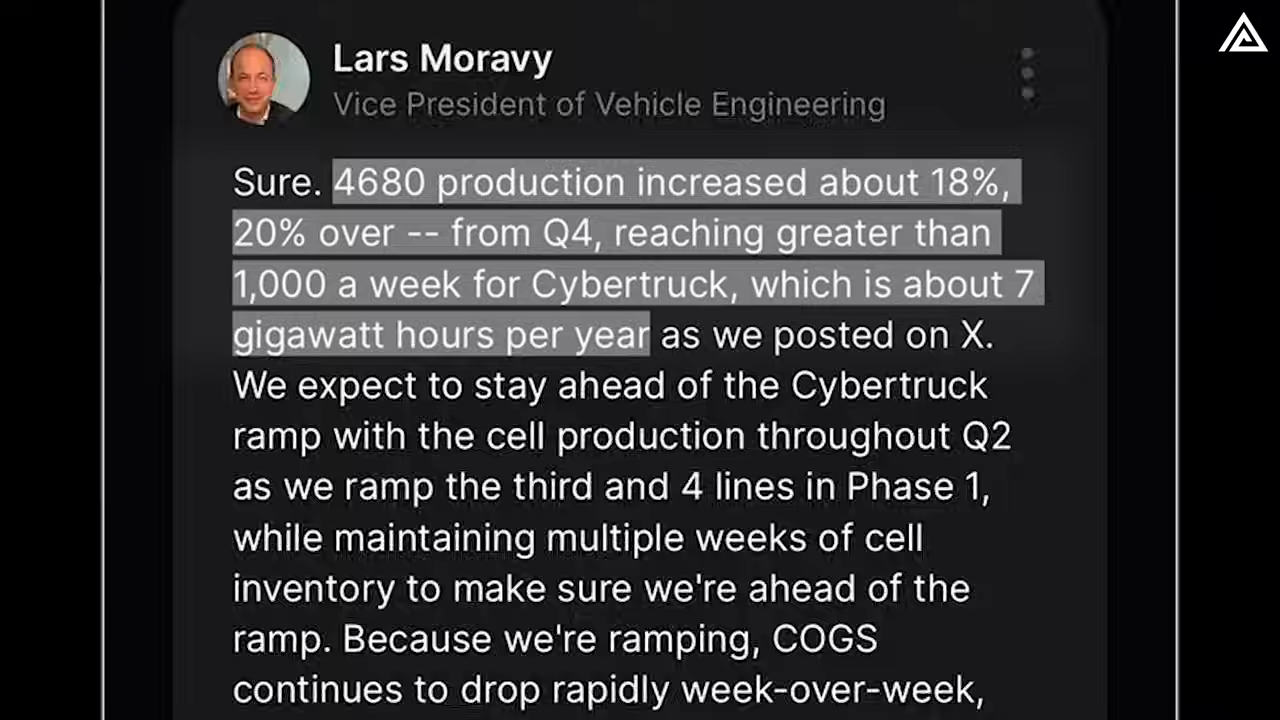 Lars Moravy
Vice President of Vehicle Engineering
Sure. 4680 production increased about 18%,
20% over -- from Q4, reaching greater than
1,000 a week for Cybertruck, which is about 7
gigawatt hours per year as we posted on X.
We expect to stay ahead of the Cybertruck
ramp with the cell production throughout Q2
as we ramp the third and 4 lines in Phase 1,
while maintaining multiple weeks of cell
inventory to make sure we're ahead of the
ramp. Because we're ramping, COGS
continues to drop rapidly week-over-week,